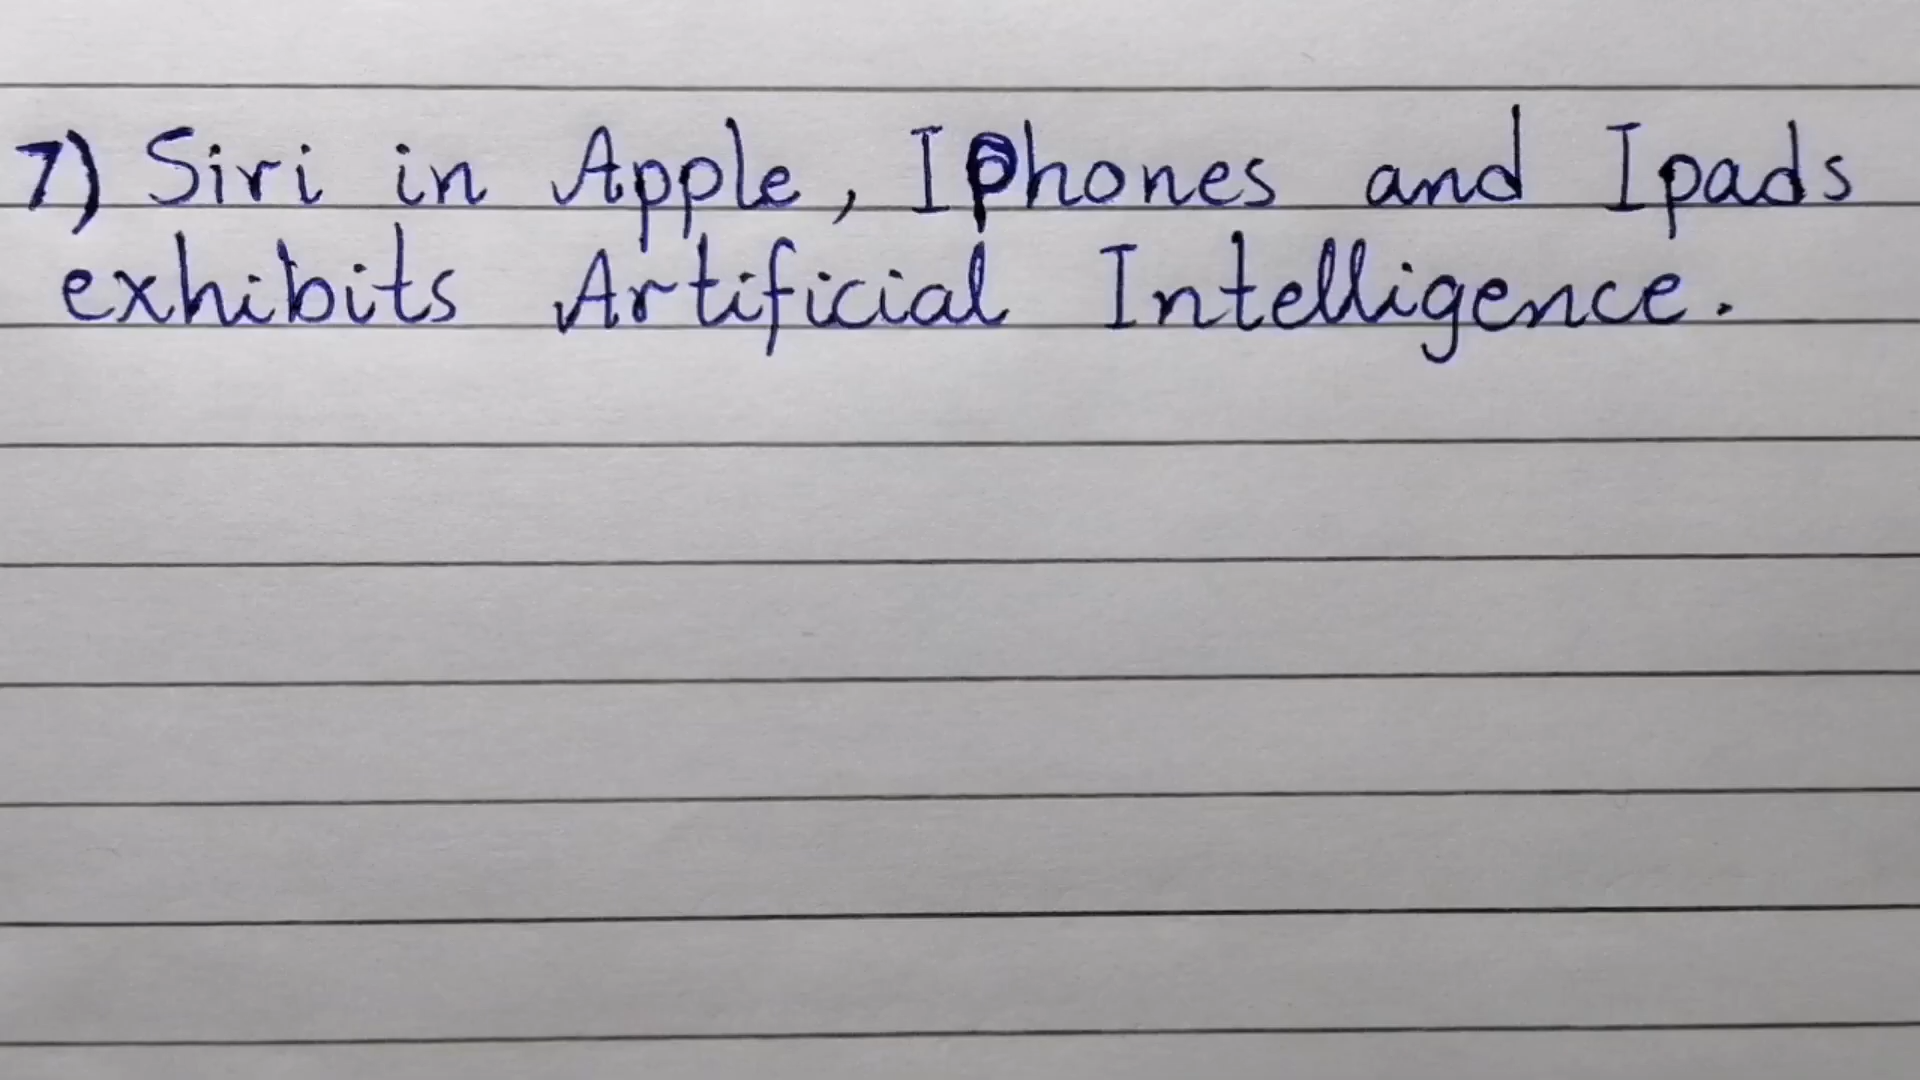 7) Siri in Apple, IPhones and Ipads
exhibits Artificial Intelligence.